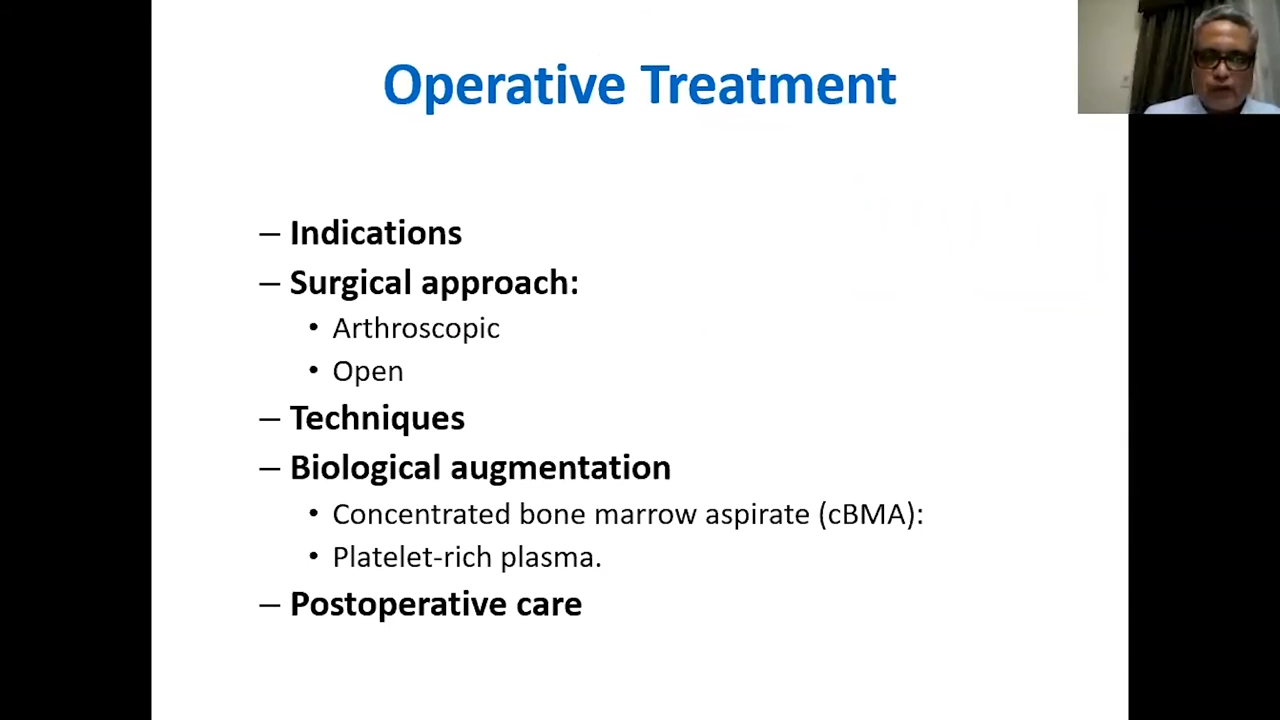 Operative Treatment
– Indications
– Surgical approach:
• Arthroscopic
• Open
– Techniques
– Biological augmentation
• Concentrated bone marrow aspirate (cBMA):
• Platelet-rich plasma.
– Postoperative care